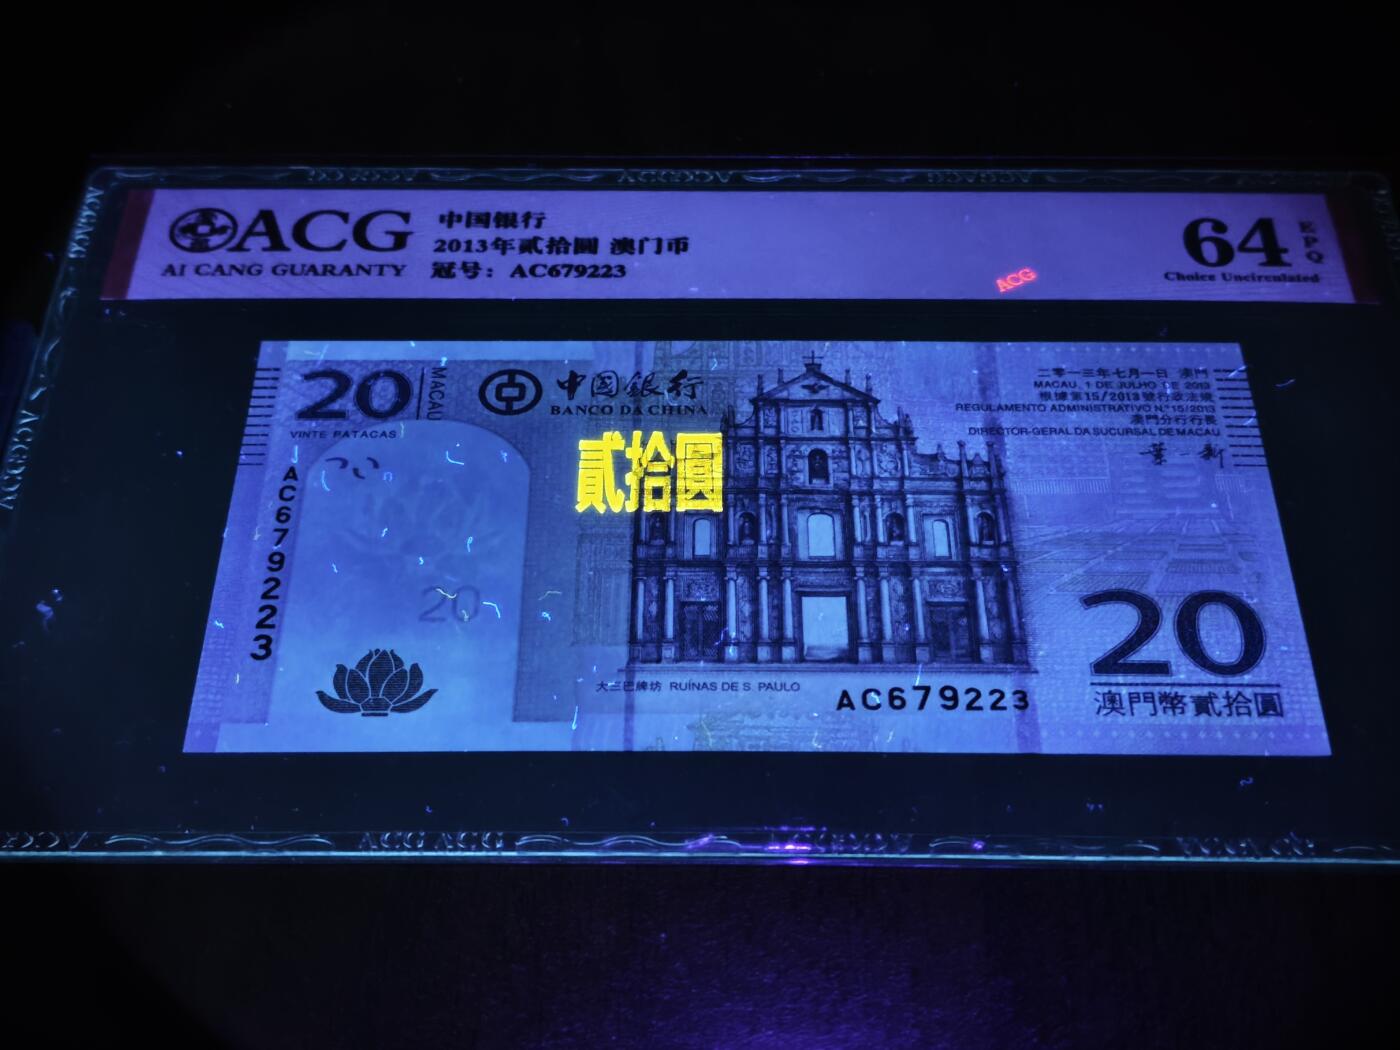 ACG
AI CANG GUARANTY
中国银行
2013年贰拾圆 澳门币
冠号：AC679223
ACG
64
EPQ
Choice Uncirculated
20
MACAU
VINTE PATACAS
中國銀行
BANCO DA CHINA
貳拾圓
二零一三年七月一日 澳門
MACAU, 1 DE JULHO DE 2013
根據第15/2013號行政法規
REGULAMENTO ADMINISTRATIVO N.º 15/2013
澳門分行行長
DIRECTOR-GERAL DA SUCURSAL DE MACAU
AC679223
20
大三巴牌坊 RUÍNAS DE S. PAULO
AC679223
20
澳門幣貳拾圓
ACG ACG